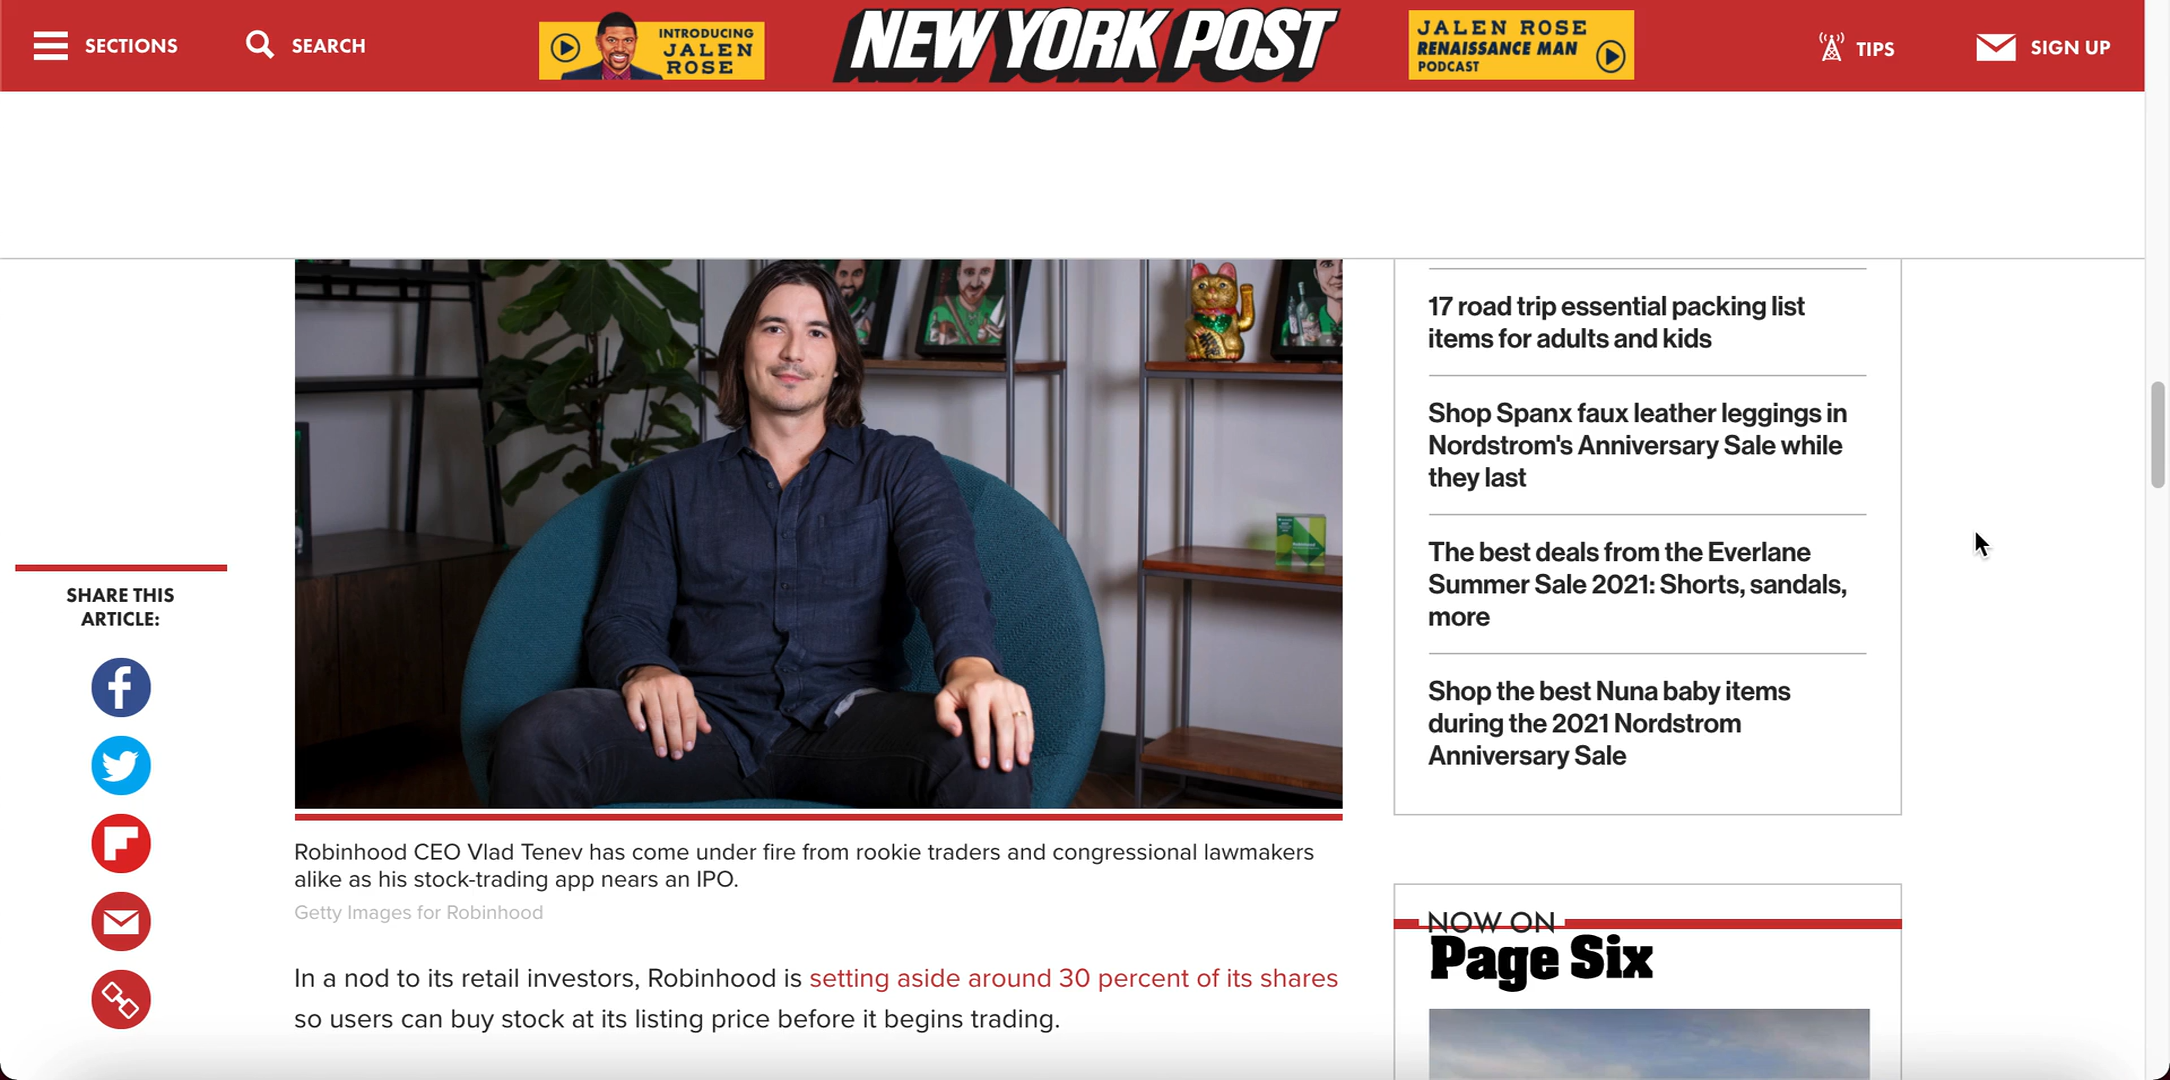 SECTIONS
SEARCH
INTRODUCING
JALEN
ROSE
NEW YORK POST
JALEN ROSE
RENAISSANCE MAN
PODCAST
TIPS
SIGN UP
SHARE THIS
ARTICLE:
Robinhood CEO Vlad Tenev has come under fire from rookie traders and congressional lawmakers
alike as his stock-trading app nears an IPO.
Getty Images for Robinhood
In a nod to its retail investors, Robinhood is setting aside around 30 percent of its shares
so users can buy stock at its listing price before it begins trading.
17 road trip essential packing list
items for adults and kids
Shop Spanx faux leather leggings in
Nordstrom's Anniversary Sale while
they last
The best deals from the Everlane
Summer Sale 2021: Shorts, sandals,
more
Shop the best Nuna baby items
during the 2021 Nordstrom
Anniversary Sale
NOW ON
Page Six